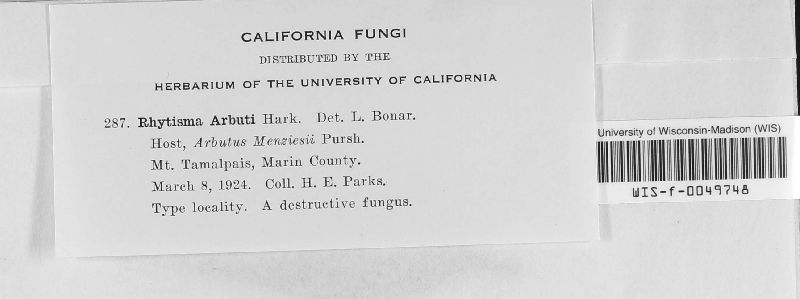 CALIFORNIA FUNGI
DISTRIBUTED BY THE
HERBARIUM OF THE UNIVERSITY OF CALIFORNIA
287. Rhytisma Arbuti Hark. Det. L. Bonar.
Host, Arbutus Menziesii Pursh.
Mt. Tamalpais, Marin County.
March 8, 1924. Coll. H. E. Parks.
Type locality. A destructive fungus.
University of Wisconsin-Madison (WIS)
WIS-f-0049748